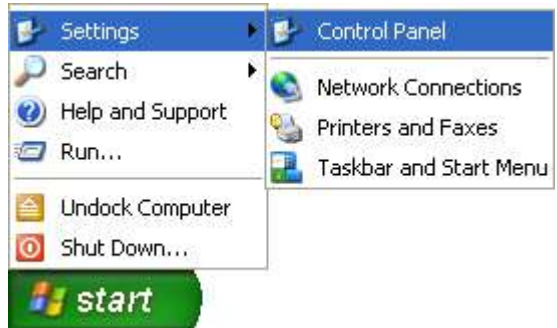 Settings
Search
Help and Support
Run...
Undock Computer
Shut Down...
start
Control Panel
Network Connections
Printers and Faxes
Taskbar and Start Menu